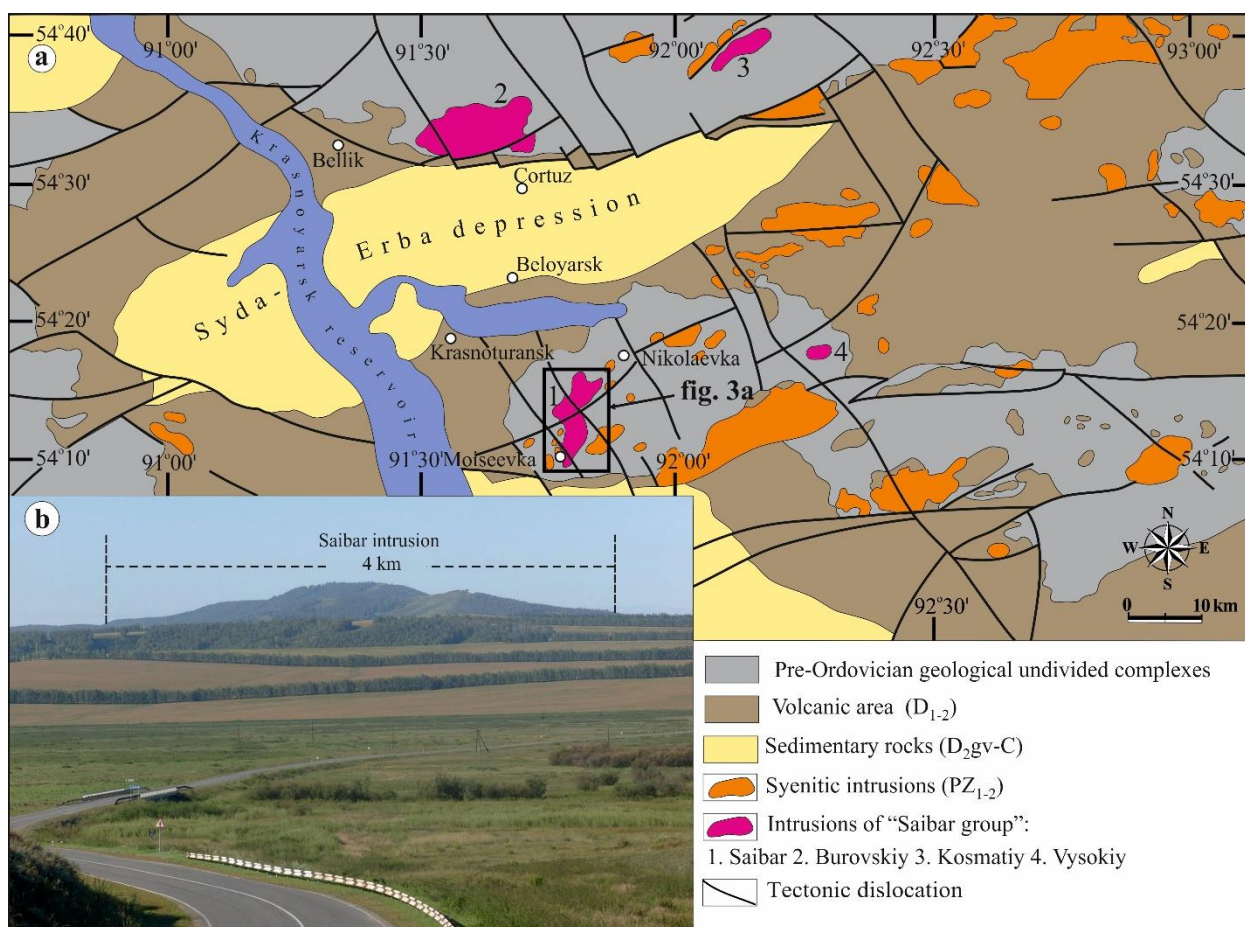 a
54°40'
91°00'
91°30'
92°00'
92°30'
93°00'
54°40'
3
2
Bellik
Krasnoyarsk reservoir
Cortuz
54°30'
54°30'
Erba depression
Beloyarsk
Syda-
54°20'
54°20'
Krasnoturansk
Nikolaevka
4
1
fig. 3a
Moiseevka
54°10'
91°00'
91°30'
92°00'
54°10'
92°30'
N
W E
S
0 10 km
b
Saibar intrusion
4 km
Pre-Ordovician geological undivided complexes
Volcanic area (D1-2)
Sedimentary rocks (D2gv-C)
Syenitic intrusions (PZ1-2)
Intrusions of “Saibar group”:
1. Saibar 2. Burovskiy 3. Kosmatiy 4. Vysokiy
Tectonic dislocation